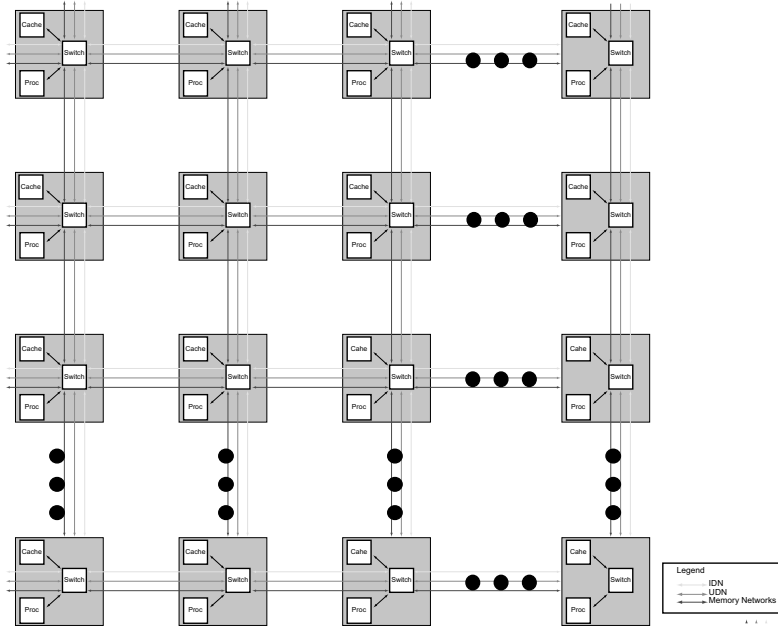 Cache
Switch
Proc
Cache
Switch
Proc
Cache
Switch
Proc
Cache
Switch
Proc
Cache
Switch
Proc
Cache
Switch
Proc
Cache
Switch
Proc
Cache
Switch
Proc
Cache
Switch
Proc
Cache
Switch
Proc
Cahe
Switch
Proc
Cahe
Switch
Proc
Cache
Switch
Proc
Cache
Switch
Proc
Cahe
Switch
Proc
Cahe
Switch
Proc
Legend
IDN
UDN
Memory Networks